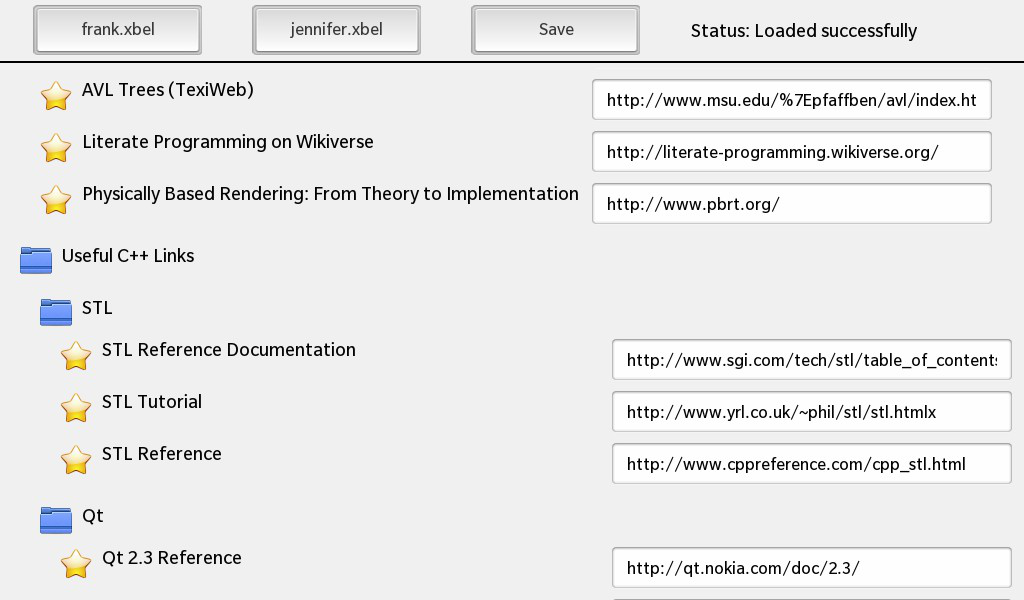 frank.xbel
jennifer.xbel
Save
Status: Loaded successfully
AVL Trees (TexiWeb)
http://www.msu.edu/%7Epfaffben/avl/index.ht
Literate Programming on Wikiverse
http://literate-programming.wikiverse.org/
Physically Based Rendering: From Theory to Implementation
http://www.pbrt.org/
Useful C++ Links
STL
STL Reference Documentation
http://www.sgi.com/tech/stl/table_of_contents
STL Tutorial
http://www.yrl.co.uk/~phil/stl/stl.htmlx
STL Reference
http://www.cppreference.com/cpp_stl.html
Qt
Qt 2.3 Reference
http://qt.nokia.com/doc/2.3/